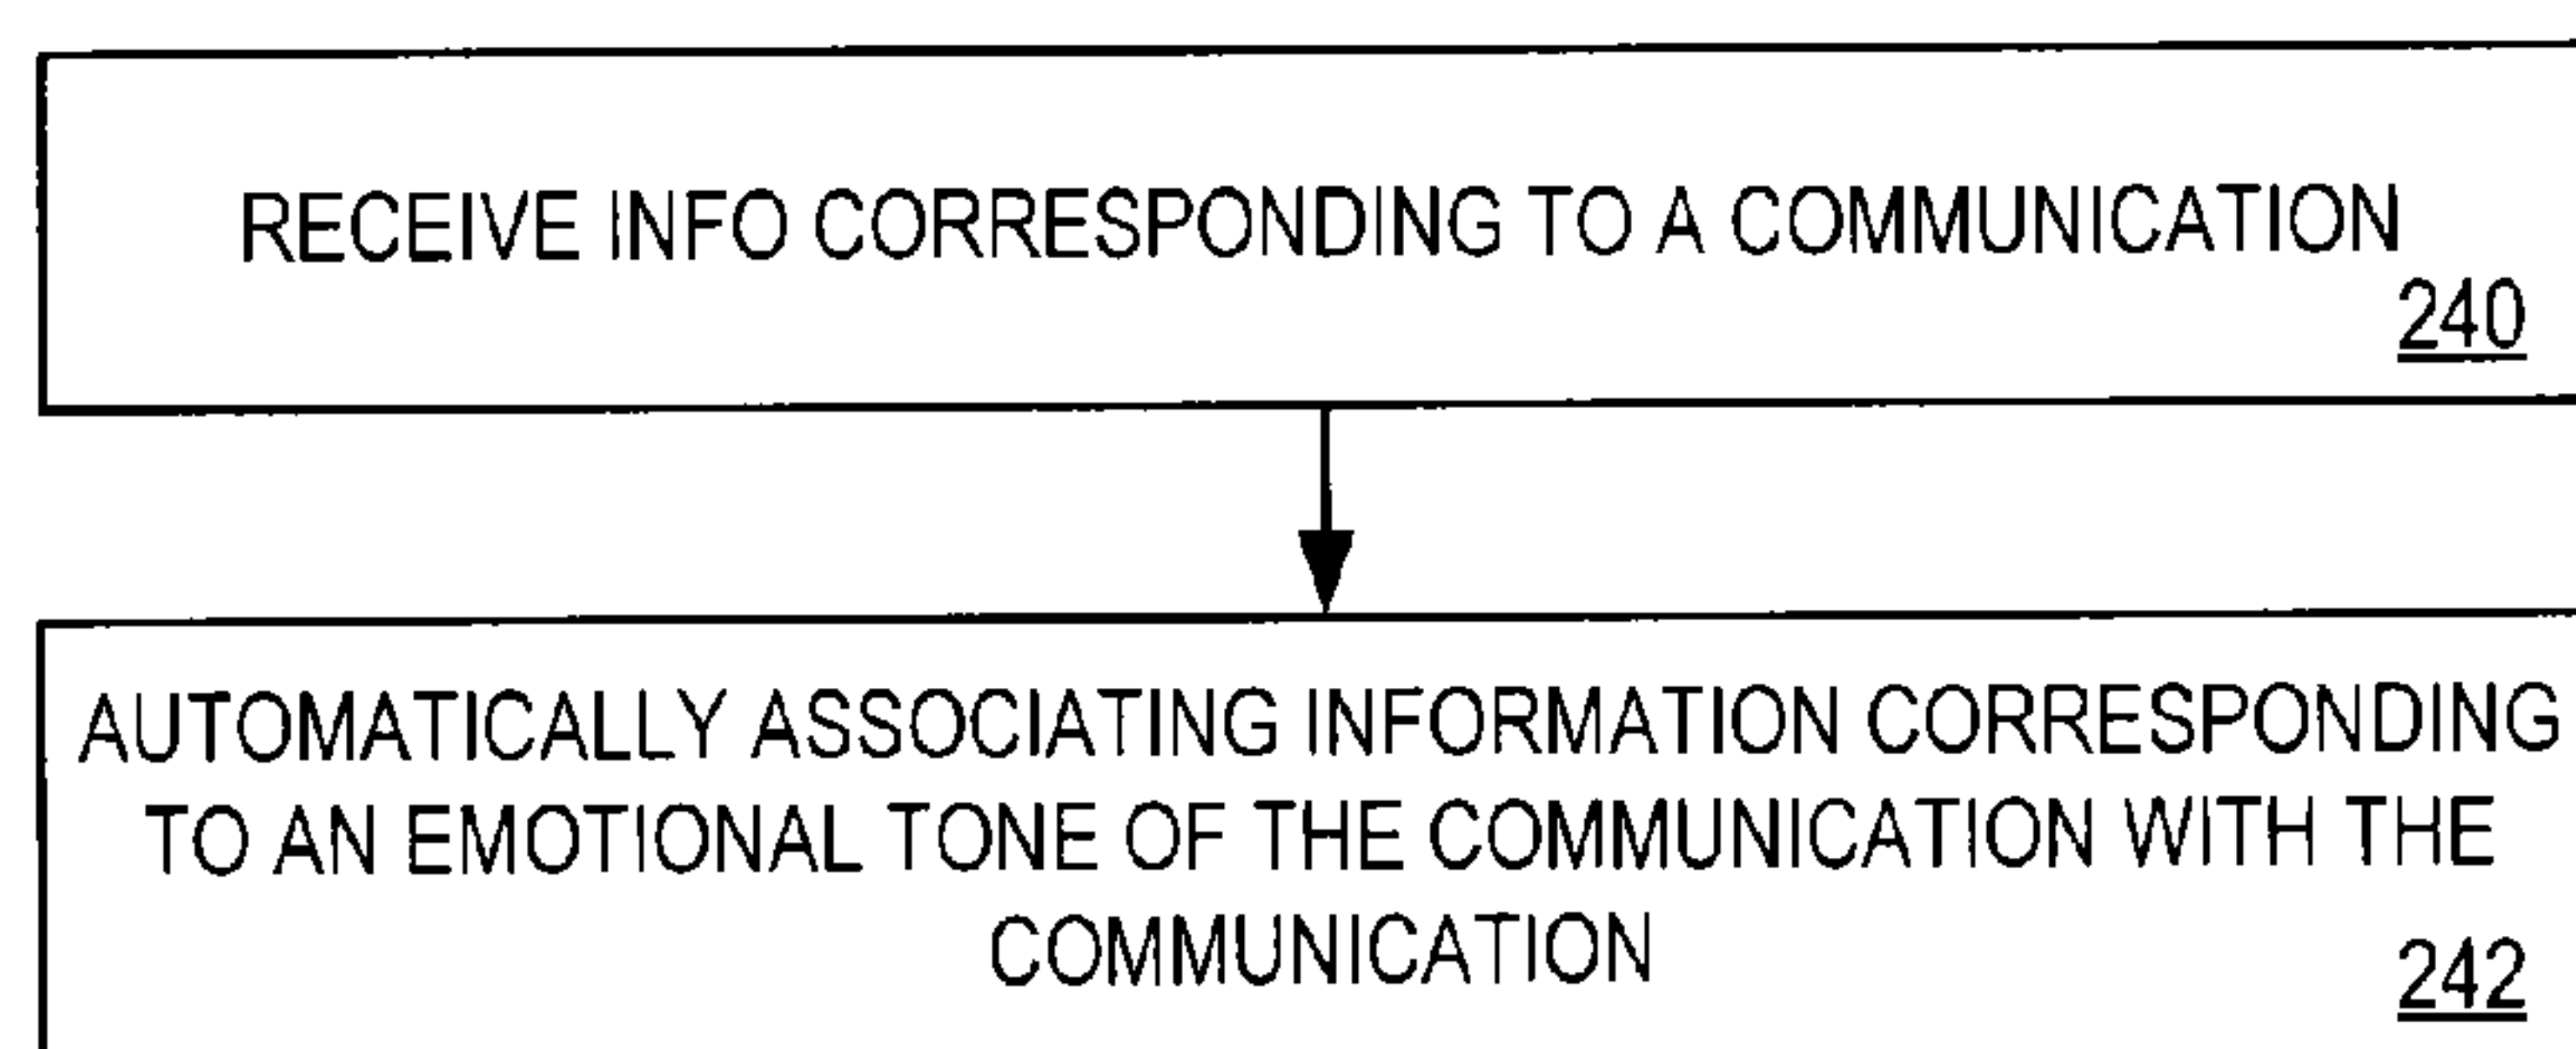 RECEIVE INFO CORRESPONDING TO A COMMUNICATION
240
AUTOMATICALLY ASSOCIATING INFORMATION CORRESPONDING
TO AN EMOTIONAL TONE OF THE COMMUNICATION WITH THE
COMMUNICATION
242